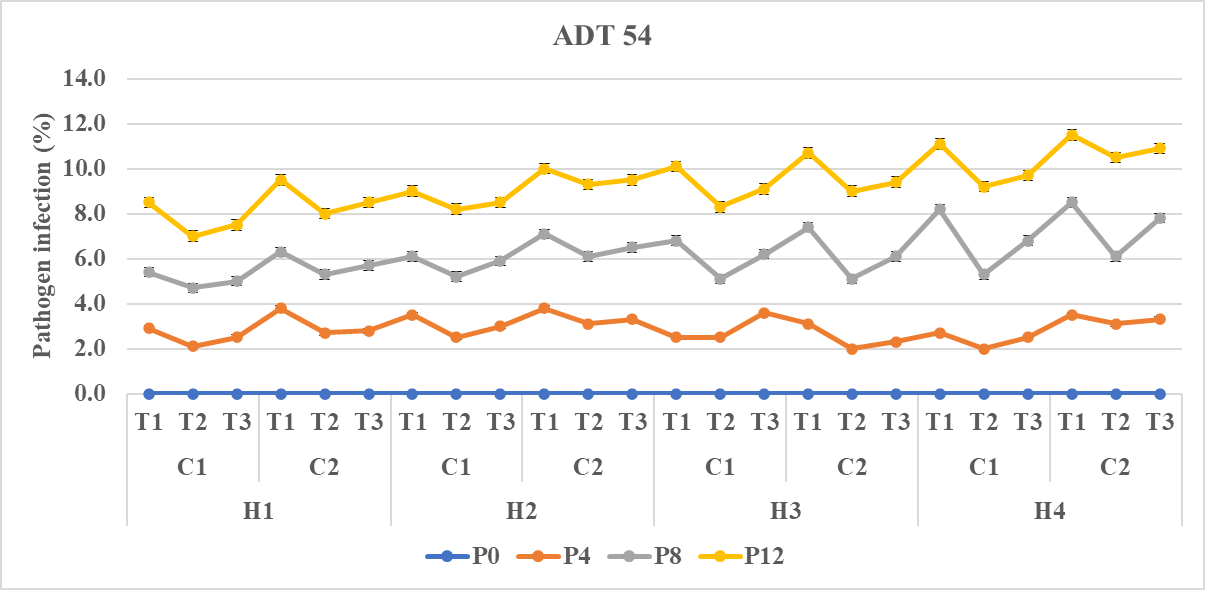 ADT 54
Pathogen infection (%)
14.0
12.0
10.0
8.0
6.0
4.0
2.0
0.0
T1 T2 T3 T1 T2 T3 T1 T2 T3 T1 T2 T3 T1 T2 T3 T1 T2 T3 T1 T2 T3 T1 T2 T3
C1 C2 C1 C2 C1 C2 C1 C2
H1 H2 H3 H4
P0 P4 P8 P12